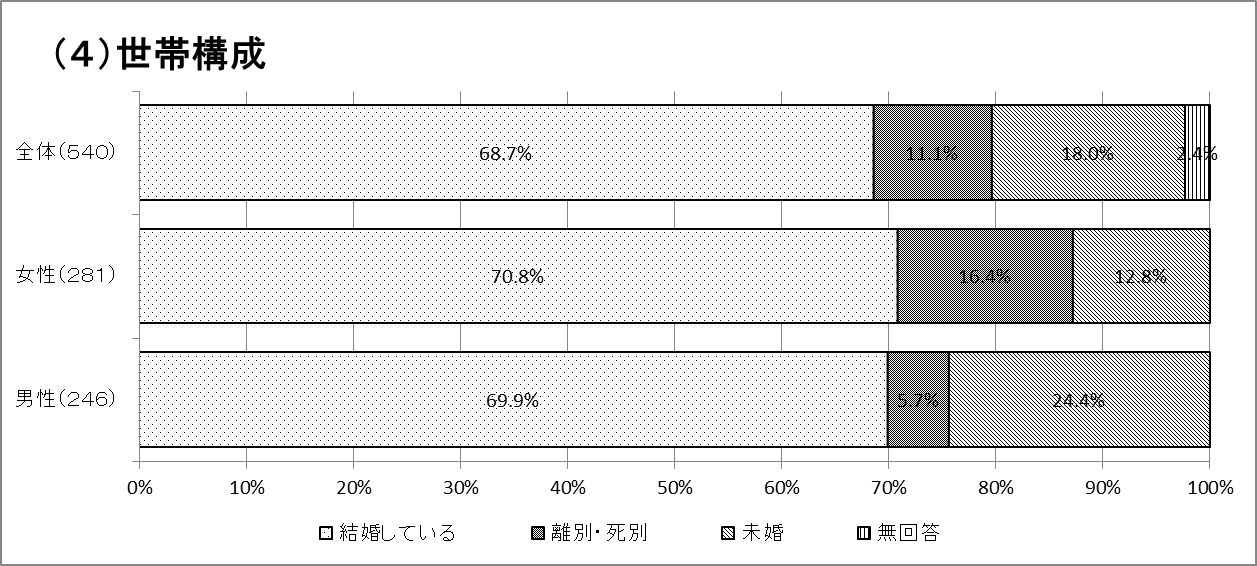 （４）世帯構成
全体(540)
68.7%
11.1%
18.0%
2.4%
女性(281)
70.8%
16.4%
12.8%
男性(246)
69.9%
5.7%
24.4%
0% 10% 20% 30% 40% 50% 60% 70% 80% 90% 100%
結婚している 離別・死別 未婚 無回答